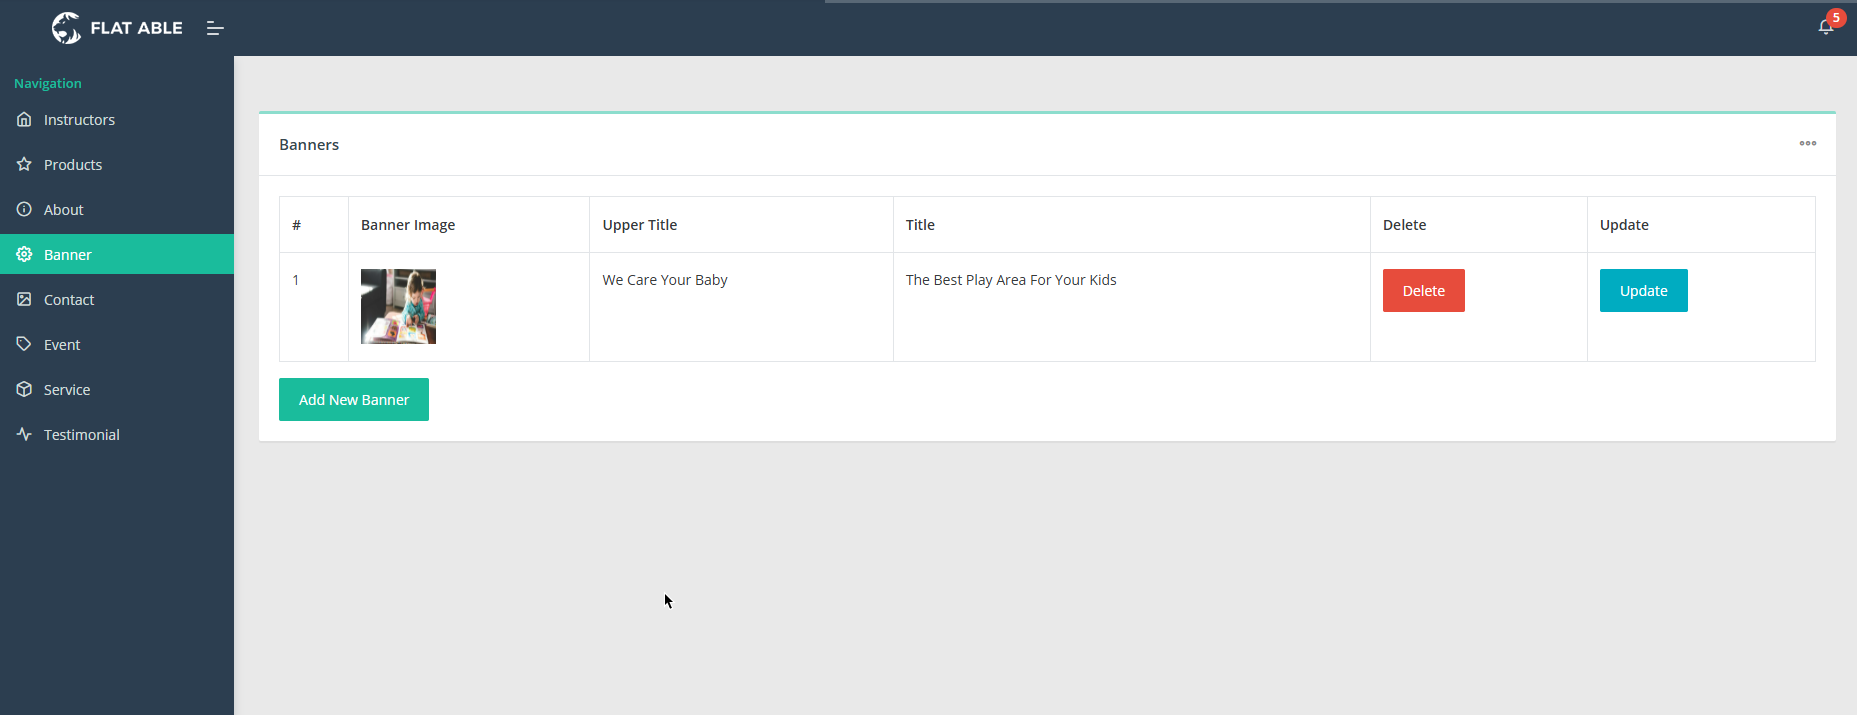 FLAT ABLE
5
Navigation
Instructors
Products
About
Banner
Contact
Event
Service
Testimonial
Banners
# Banner Image Upper Title Title Delete Update
1 We Care Your Baby The Best Play Area For Your Kids Delete Update
Add New Banner